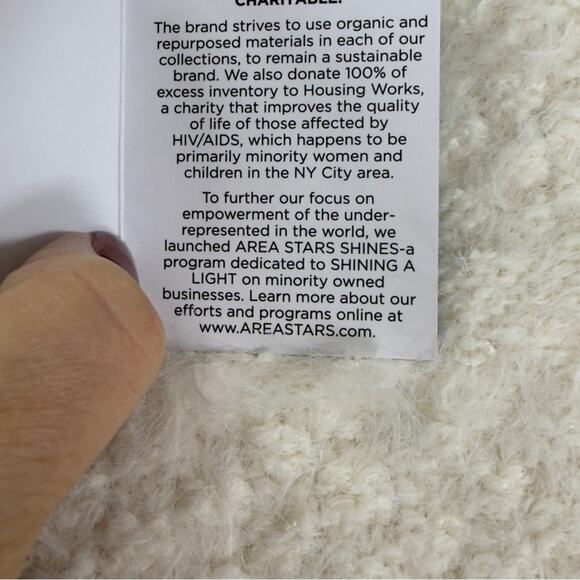 CHARITABLE.
The brand strives to use organic and
repurposed materials in each of our
collections, to remain a sustainable
brand. We also donate 100% of
excess inventory to Housing Works,
a charity that improves the quality
of life of those affected by
HIV/AIDS, which happens to be
primarily minority women and
children in the NY City area.
To further our focus on
empowerment of the under-
represented in the world, we
launched AREA STARS SHINES-a
program dedicated to SHINING A
LIGHT on minority owned
businesses. Learn more about our
efforts and programs online at
www.AREASTARS.com.